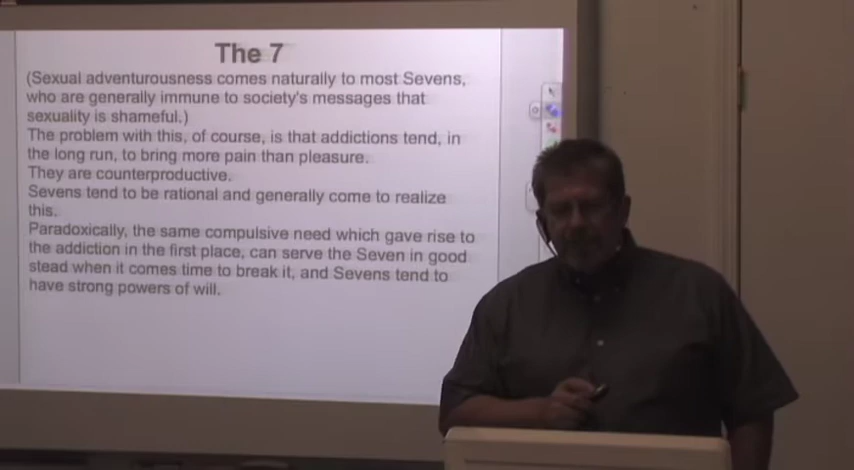 The 7
(Sexual adventurousness comes naturally to most Sevens,
who are generally immune to society's messages that
sexuality is shameful.)
The problem with this, of course, is that addictions tend, in
the long run, to bring more pain than pleasure.
They are counterproductive.
Sevens tend to be rational and generally come to realize
this.
Paradoxically, the same compulsive need which gave rise to
the addiction in the first place, can serve the Seven in good
stead when it comes time to break it, and Sevens tend to
have strong powers of will.